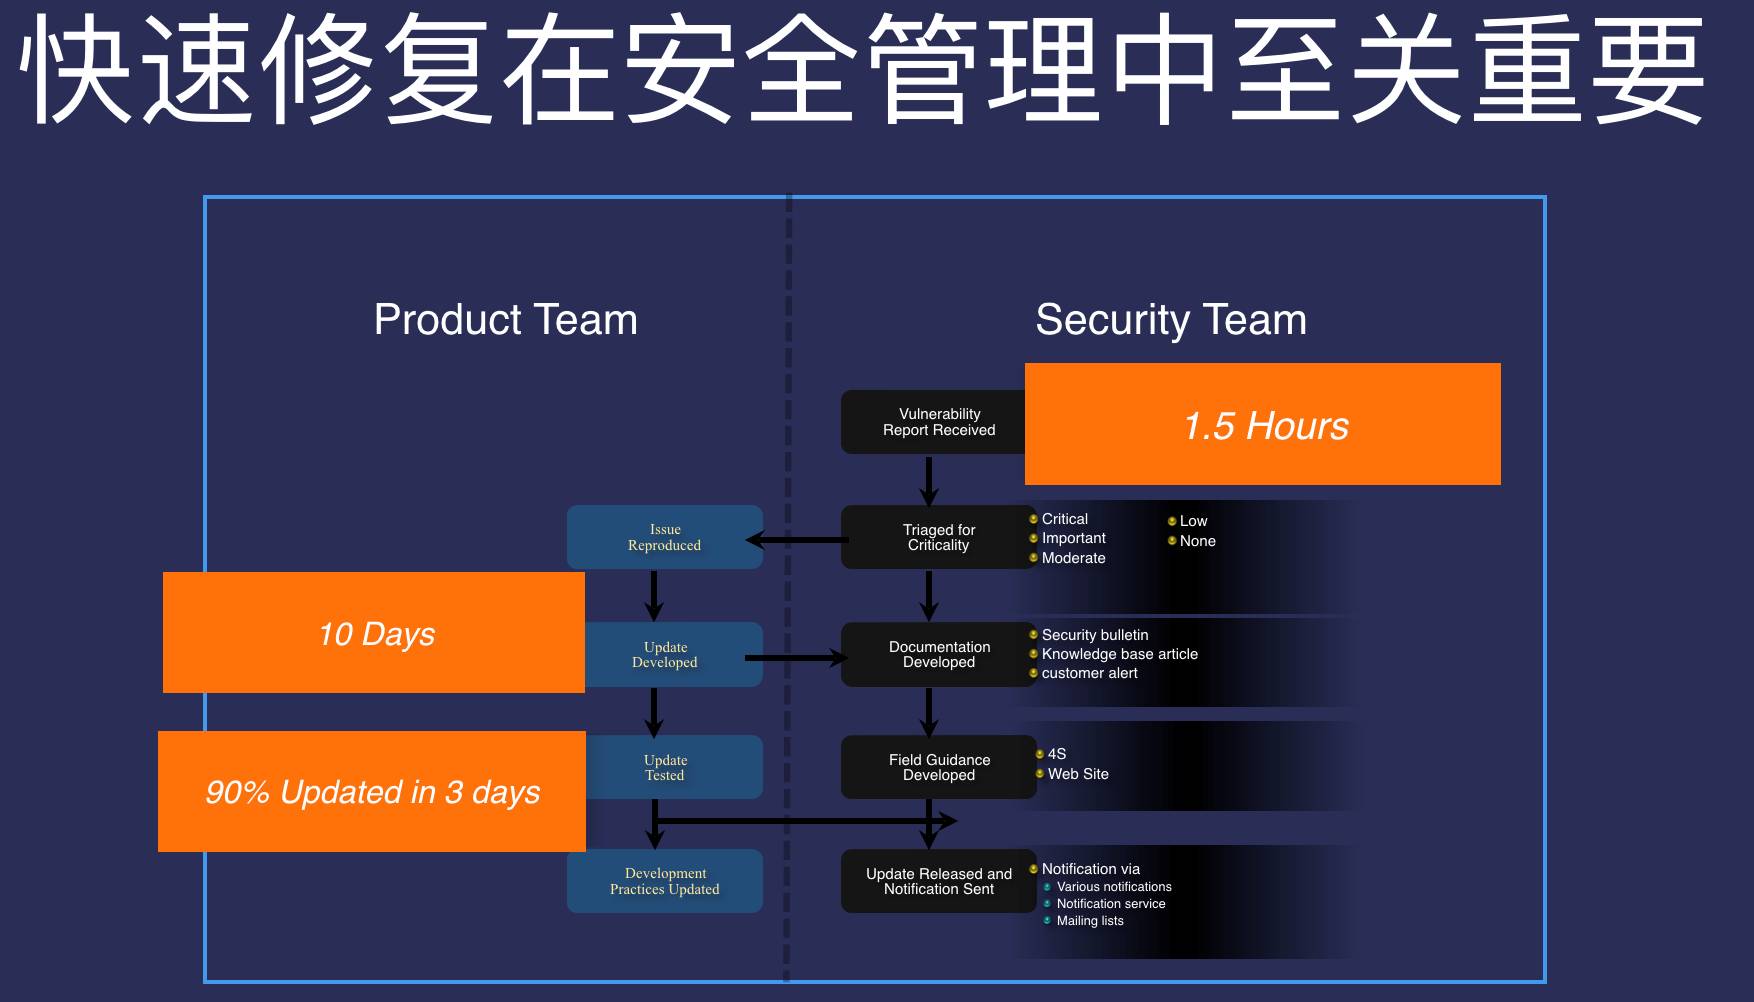 快速修复在安全管理中至关重要
Product Team
Security Team
Vulnerability
Report Received
1.5 Hours
Issue
Reproduced
Triaged for
Criticality
Critical
Important
Moderate
Low
None
10 Days
Update
Developed
Documentation
Developed
Security bulletin
Knowledge base article
customer alert
90% Updated in 3 days
Update
Tested
Field Guidance
Developed
4S
Web Site
Development
Practices Updated
Update Released and
Notification Sent
Notification via
Various notifications
Notification service
Mailing lists